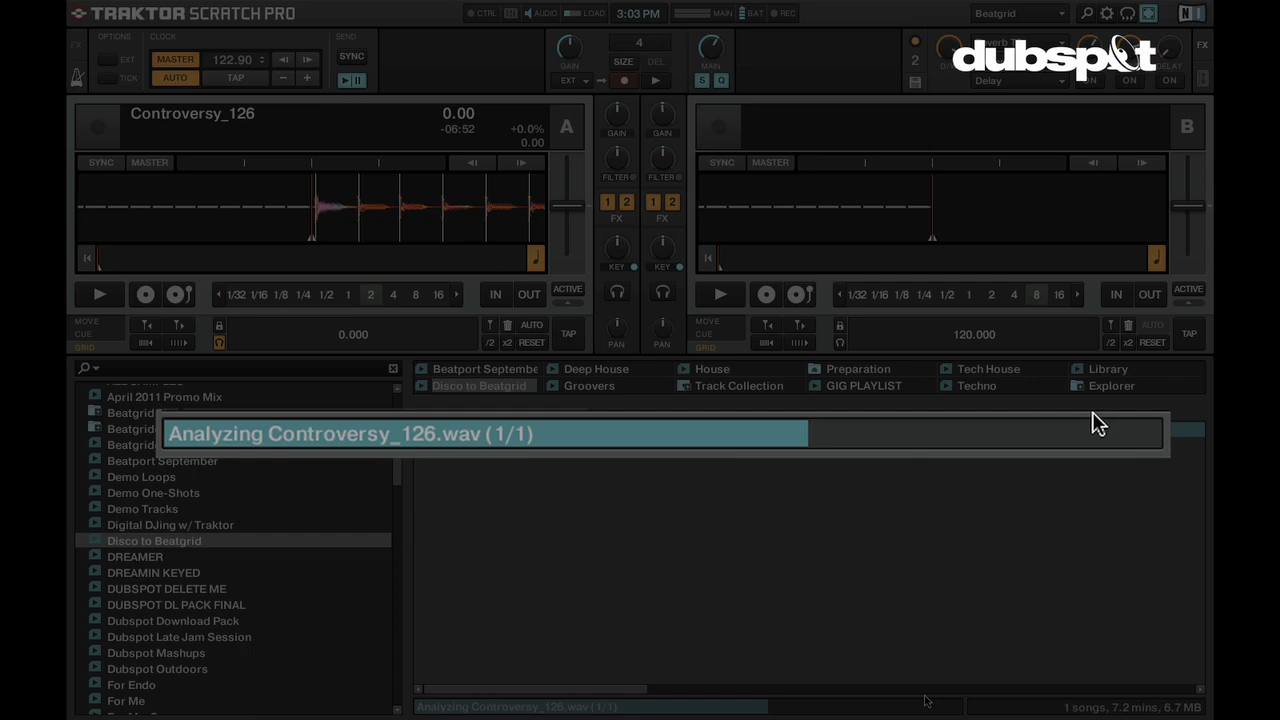 TRAKTOR SCRATCH PRO
CTRL AUDIO LOAD 3:03 PM MAIN BAT REC
Beatgrid
dubspot
FX OPTIONS CLOCK SEND
EXT MASTER 122.90 SYNC
TICK AUTO TAP
4
SIZE DEL
EXT
MAIN
S Q
2
Delay
ON ON
FX
Controversy_126
0.00
-06:52 +0.0%
0.00
A
B
GAIN GAIN
SYNC MASTER
SYNC MASTER
FILTER FILTER
1 2 1 2
FX FX
KEY KEY
1/32 1/16 1/8 1/4 1/2 1 2 4 8 16 IN OUT ACTIVE
1/32 1/16 1/8 1/4 1/2 1 2 4 8 16 IN OUT ACTIVE
MOVE
CUE
GRID
0.000
AUTO
/2 x2 RESET
TAP
PAN PAN
MOVE
CUE
GRID
120.000
AUTO
/2 x2 RESET
TAP
Beatport Septembe Deep House House Preparation Tech House Library
Disco to Beatgrid Groovers Track Collection GIG PLAYLIST Techno Explorer
April 2011 Promo Mix
Beatgrid
Beatgrid
Analyzing Controversy_126.wav (1/1)
Beatgrid
Beatport September
Demo Loops
Demo One-Shots
Demo Tracks
Digital DJing w/ Traktor
Disco to Beatgrid
DREAMER
DREAMIN KEYED
DUBSPOT DELETE ME
DUBSPOT DL PACK FINAL
Dubspot Download Pack
Dubspot Late Jam Session
Dubspot Mashups
Dubspot Outdoors
For Endo
For Me
Analyzing Controversy_126.wav (1/1)
1 songs, 7.2 mins, 6.7 MB